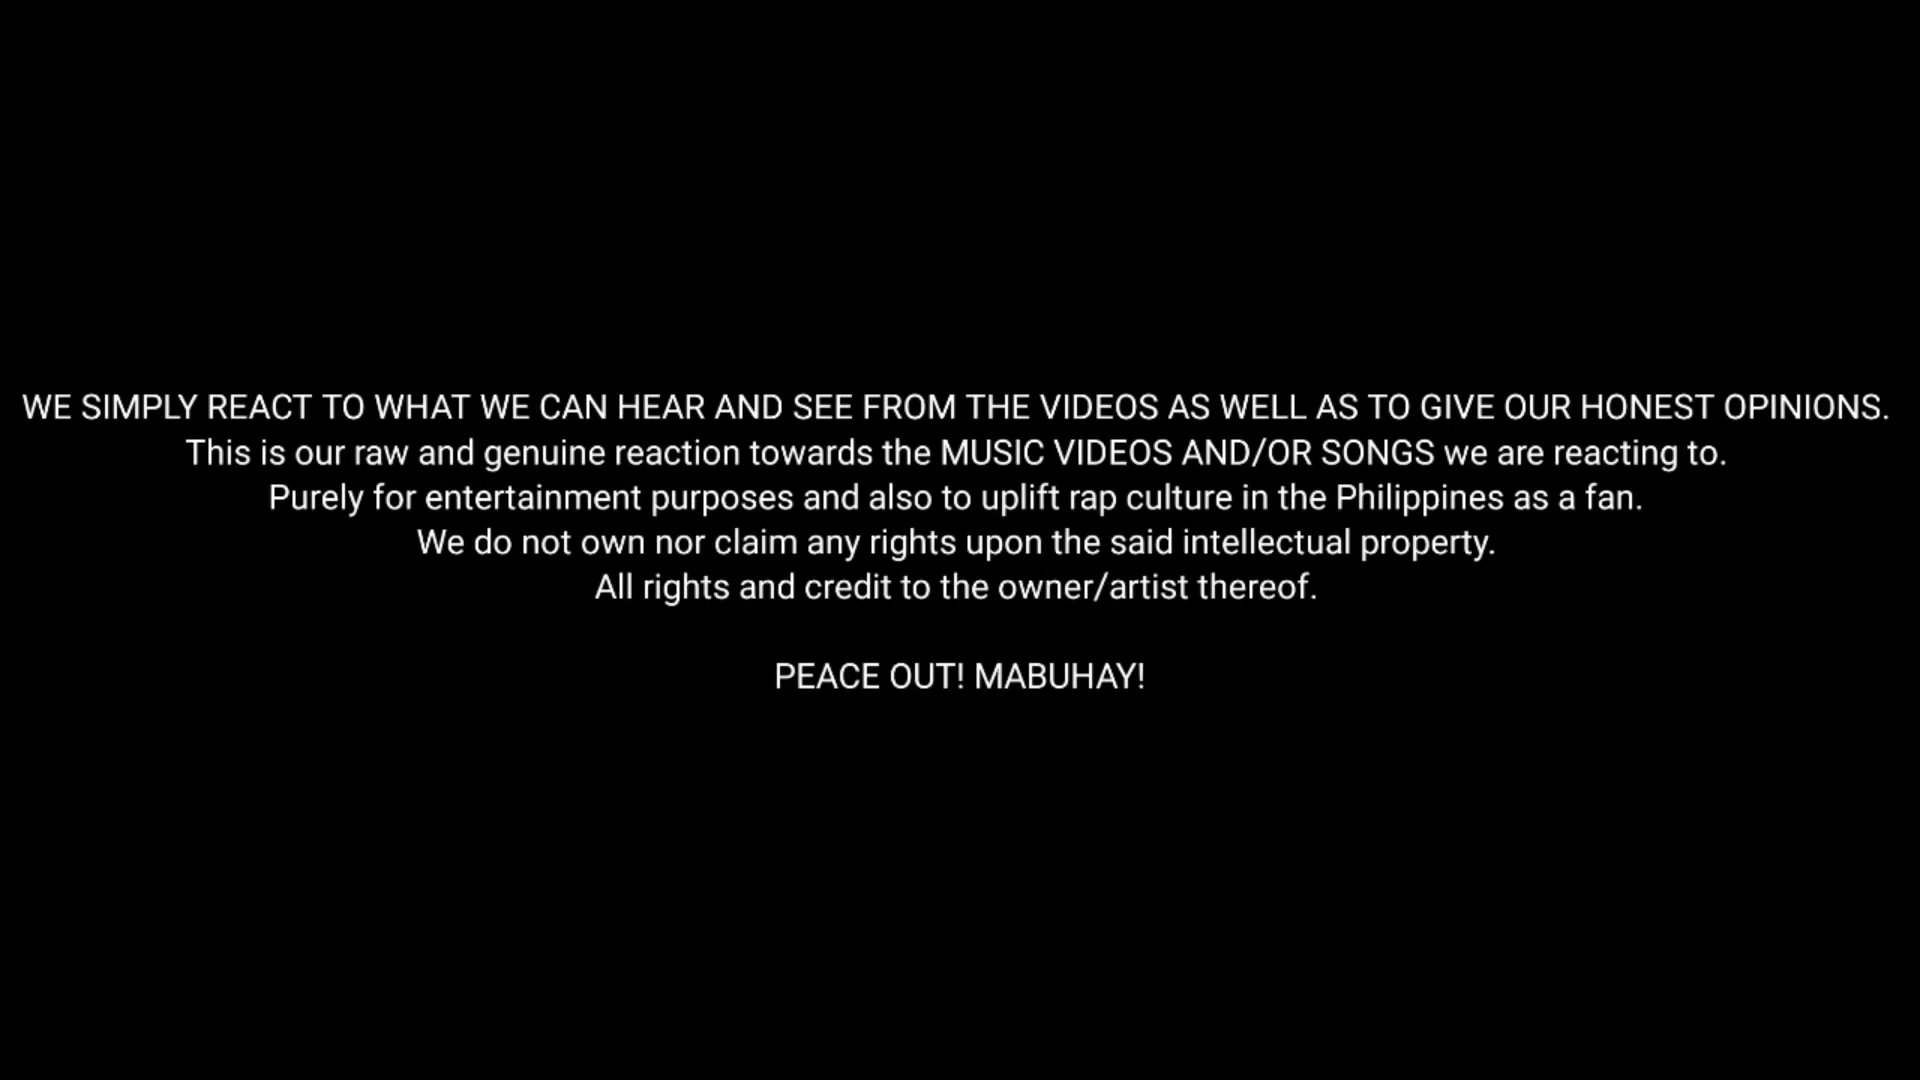 WE SIMPLY REACT TO WHAT WE CAN HEAR AND SEE FROM THE VIDEOS AS WELL AS TO GIVE OUR HONEST OPINIONS.
This is our raw and genuine reaction towards the MUSIC VIDEOS AND/OR SONGS we are reacting to.
Purely for entertainment purposes and also to uplift rap culture in the Philippines as a fan.
We do not own nor claim any rights upon the said intellectual property.
All rights and credit to the owner/artist thereof.
PEACE OUT! MABUHAY!